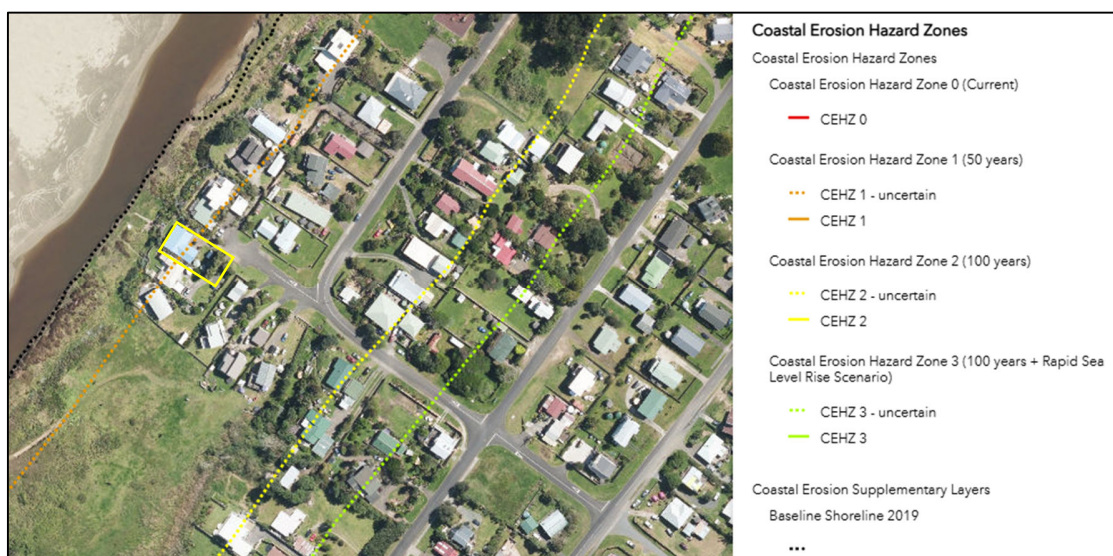 Coastal Erosion Hazard Zones
Coastal Erosion Hazard Zones
Coastal Erosion Hazard Zone 0 (Current)
CEHZ 0
Coastal Erosion Hazard Zone 1 (50 years)
CEHZ 1 - uncertain
CEHZ 1
Coastal Erosion Hazard Zone 2 (100 years)
CEHZ 2 - uncertain
CEHZ 2
Coastal Erosion Hazard Zone 3 (100 years + Rapid Sea
Level Rise Scenario)
CEHZ 3 - uncertain
CEHZ 3
Coastal Erosion Supplementary Layers
Baseline Shoreline 2019